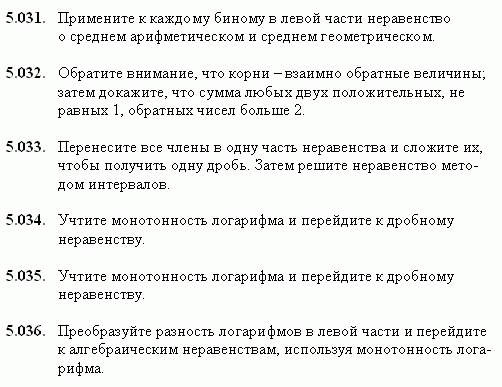 5.031. Примените к каждому биному в левой части неравенство
о среднем арифметическом и среднем геометрическом.
5.032. Обратите внимание, что корни – взаимно обратные величины;
затем докажите, что сумма любых двух положительных, не
равных 1, обратных чисел больше 2.
5.033. Перенесите все члены в одну часть неравенства и сложите их,
чтобы получить одну дробь. Затем решите неравенство мето-
дом интервалов.
5.034. Учтите монотонность логарифма и перейдите к дробному
неравенству.
5.035. Учтите монотонность логарифма и перейдите к дробному
неравенству.
5.036. Преобразуйте разность логарифмов в левой части и перейдите
к алгебраическим неравенствам, используя монотонность лога-
рифма.